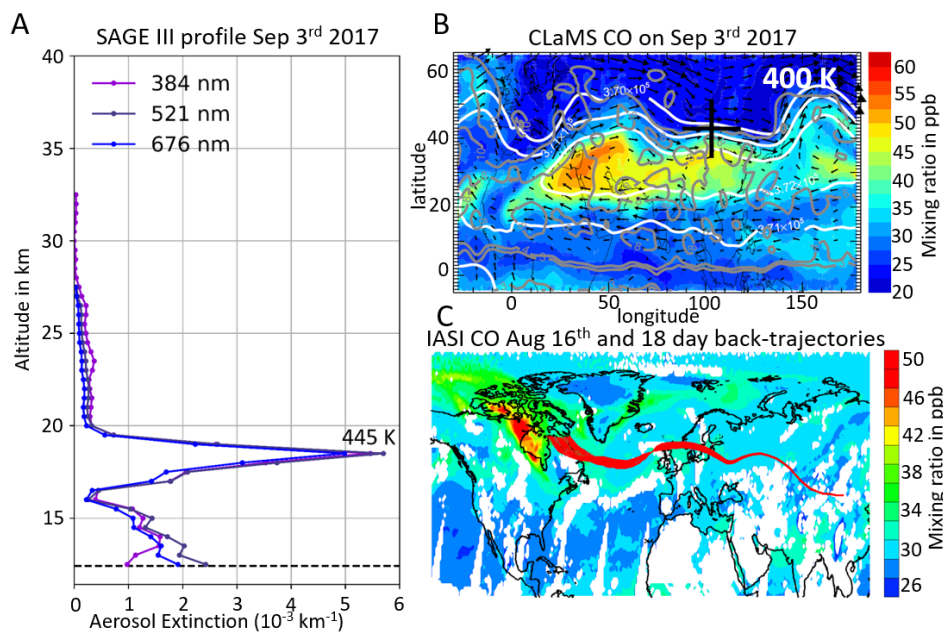 A
SAGE III profile Sep 3rd 2017
40
35
30
25
20
15
Altitude in km
384 nm
521 nm
676 nm
445 K
0 1 2 3 4 5 6
Aerosol Extinction (10-3 km-1)
B
CLaMS CO on Sep 3rd 2017
400 K
60
40
20
0
latitude
3.70×10⁵
3.72×10⁵
3.71×10⁵
0 50 100 150
longitude
60
55
50
45
40
35
30
25
20
Mixing ratio in ppb
C
IASI CO Aug 16th and 18 day back-trajectories
50
46
42
38
34
30
26
Mixing ratio in ppb